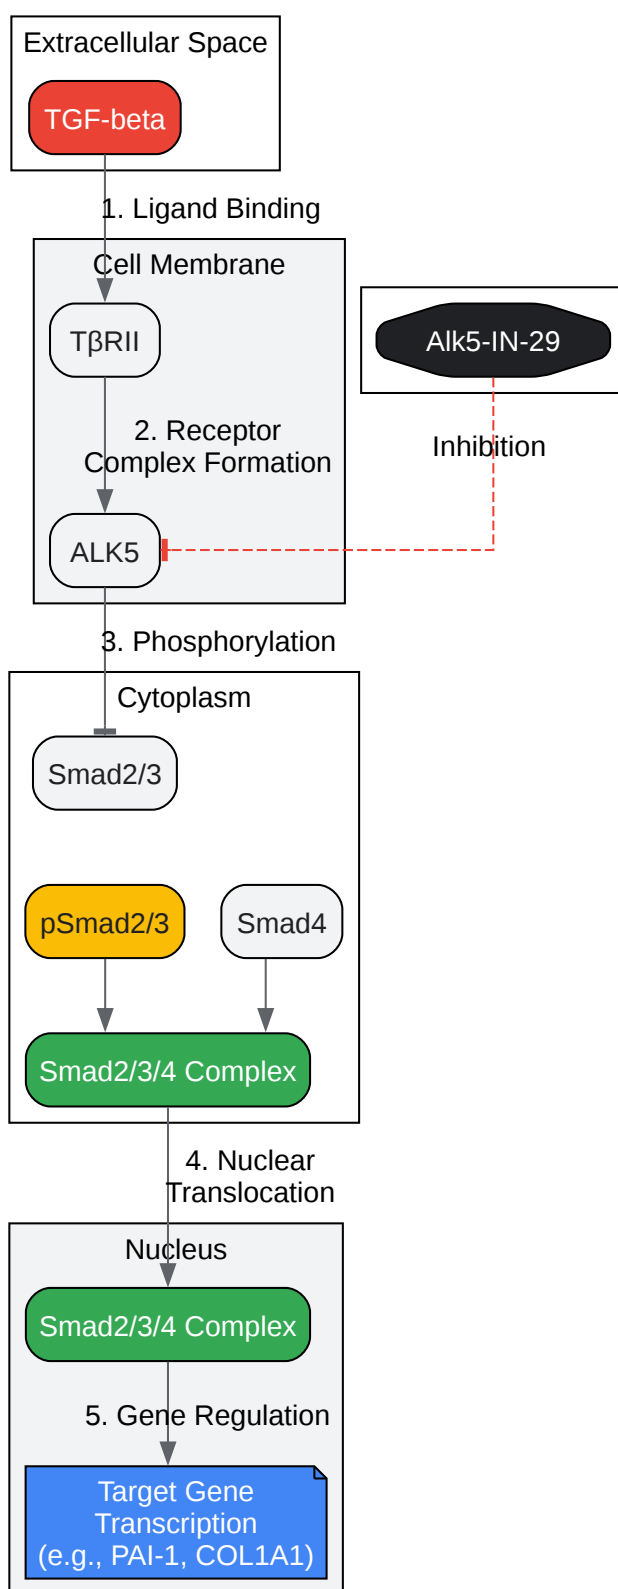 Extracellular Space
TGF-beta
1. Ligand Binding
Cell Membrane
TβRII
Alk5-IN-29
2. Receptor
Complex Formation
Inhibition
ALK5
3. Phosphorylation
Cytoplasm
Smad2/3
pSmad2/3
Smad4
Smad2/3/4 Complex
4. Nuclear
Translocation
Nucleus
Smad2/3/4 Complex
5. Gene Regulation
Target Gene
Transcription
(e.g., PAI-1, COL1A1)